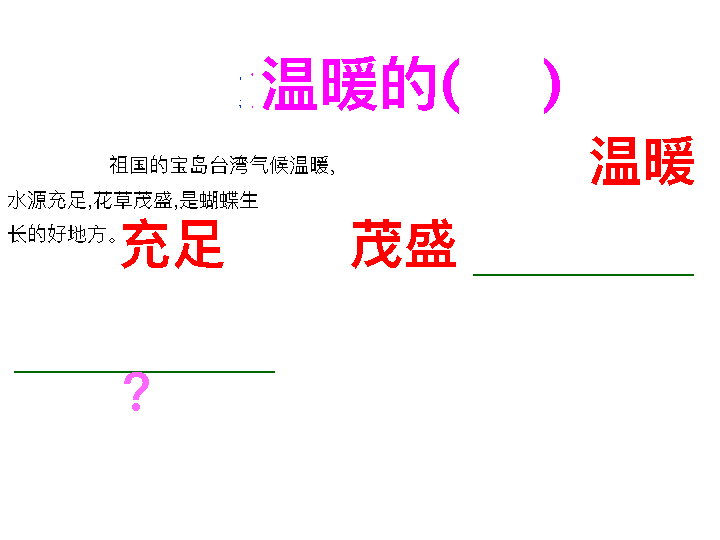 温暖的(　)
温暖
祖国的宝岛台湾气候温暖,
水源充足,花草茂盛,是蝴蝶生
长的好地方。
充足　茂盛
?